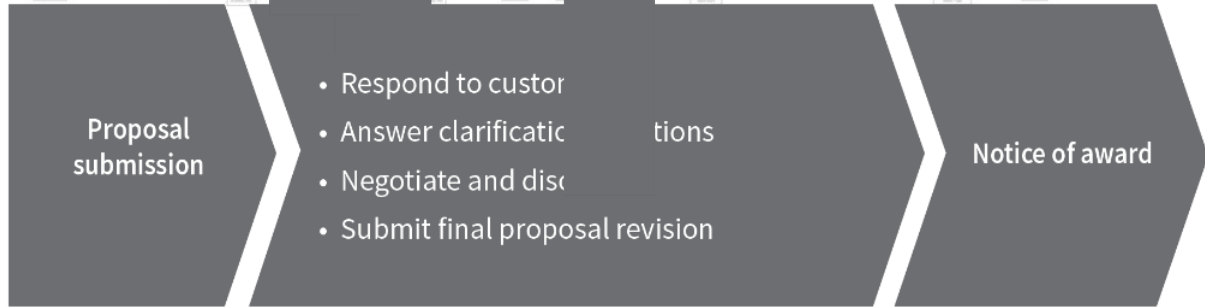 Proposal
submission
• Respond to
• Answer
• Negotiate and
• Submit final proposal revision
Notice of award